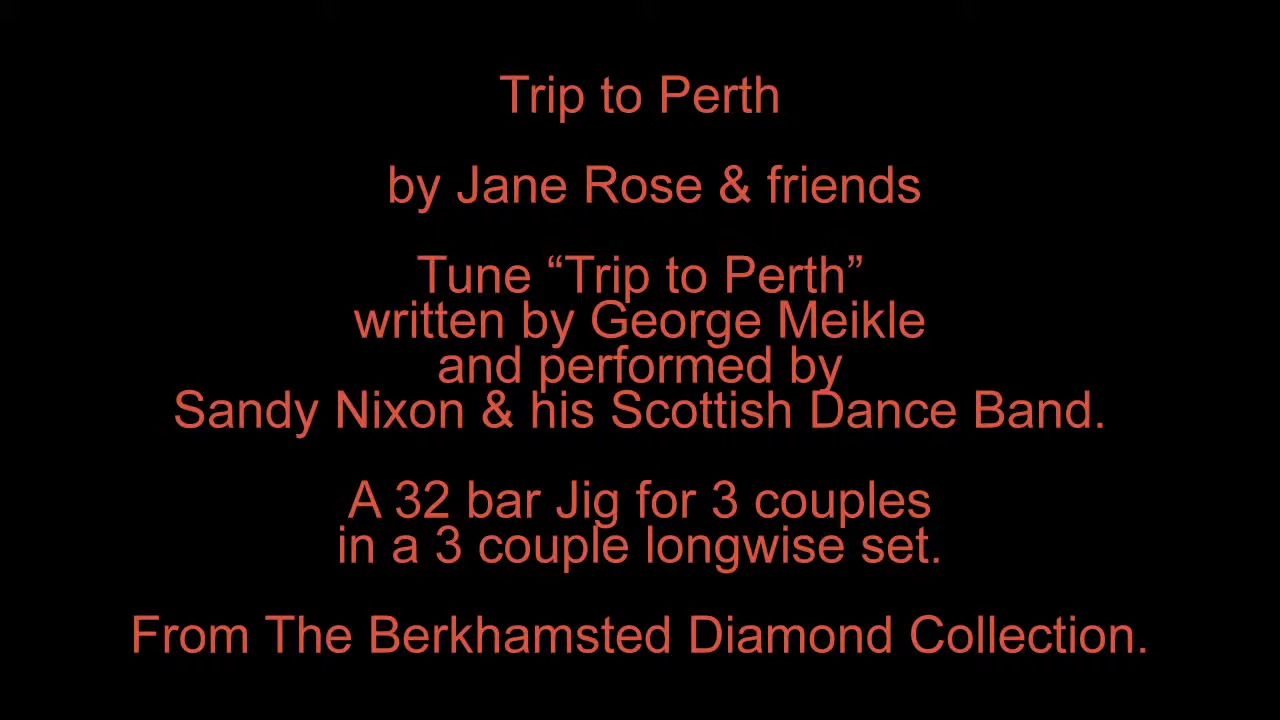 Trip to Perth
by Jane Rose & friends
Tune “Trip to Perth”
written by George Meikle
and performed by
Sandy Nixon & his Scottish Dance Band.
A 32 bar Jig for 3 couples
in a 3 couple longwise set.
From The Berkhamsted Diamond Collection.